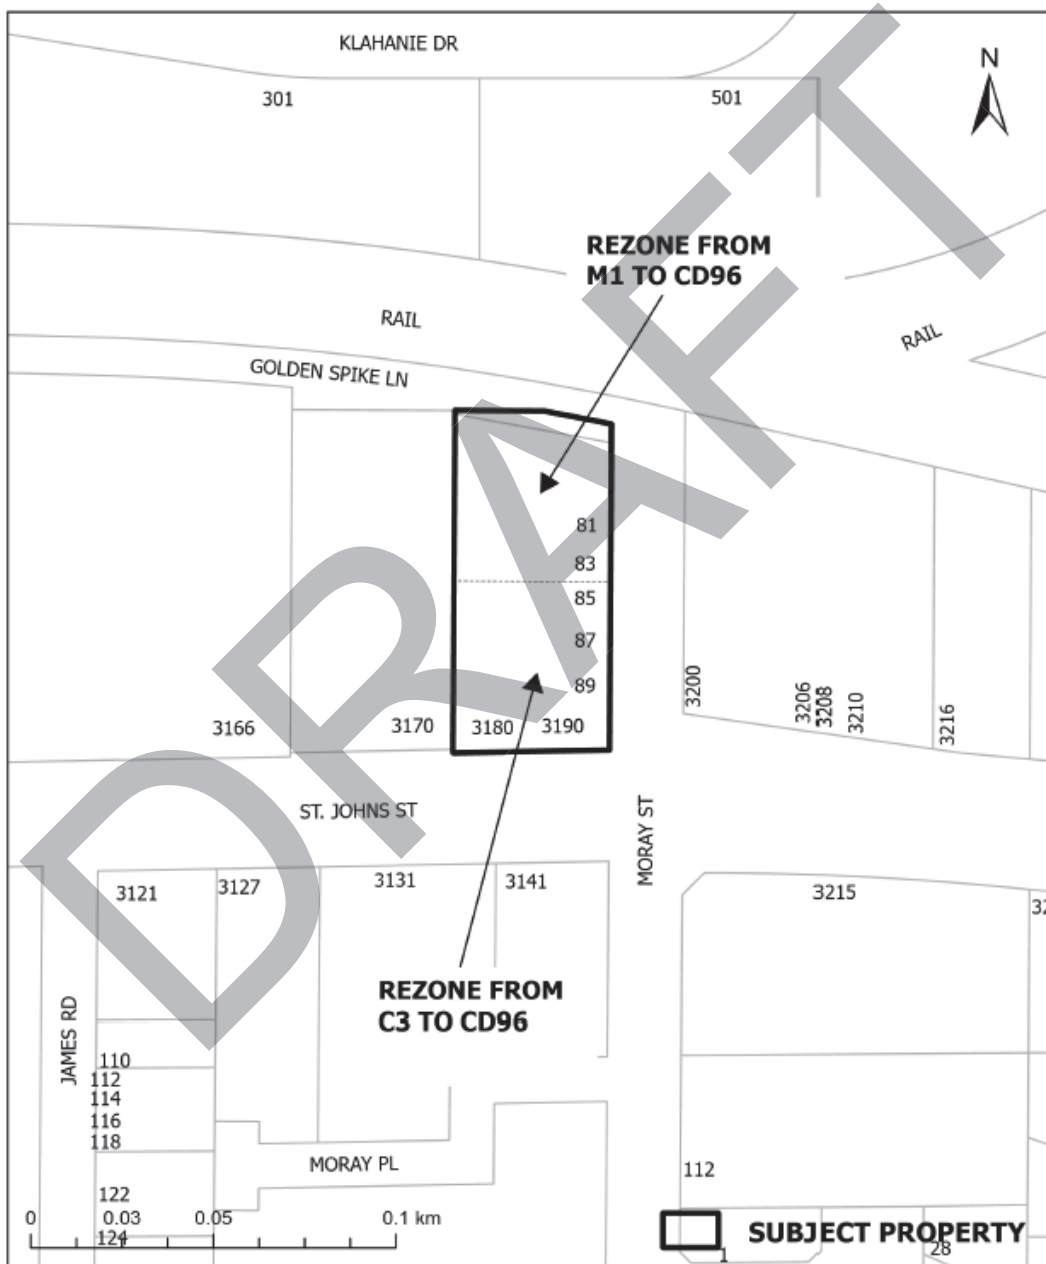 KLAHANIE DR
301
501
N
REZONE FROM
M1 TO CD96
RAIL
RAIL
GOLDEN SPIKE LN
81
83
85
87
89
3166
3170
3180
3190
3200
3206
3208
3210
3216
ST. JOHNS ST
MORAY ST
3121
3127
3131
3141
3215
REZONE FROM
C3 TO CD96
JAMES RD
110
112
114
116
118
MORAY PL
112
122
124
0 0.03 0.05 0.1 km
SUBJECT PROPERTY
1
28
DRAFT